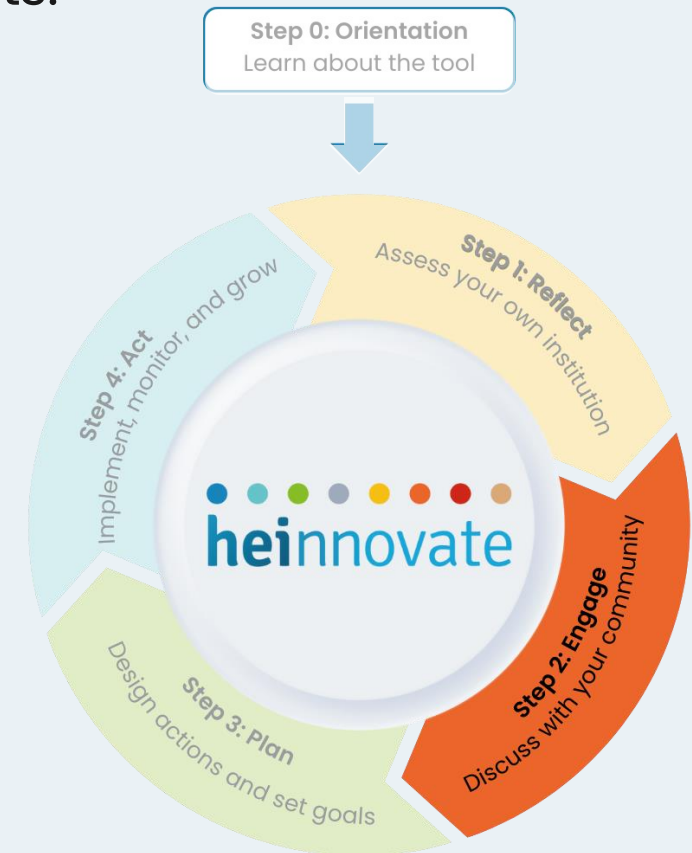 Step 0: Orientation
Learn about the tool
Step 1: Reflect
Assess your own institution
Step 2: Engage
Discuss with your community
Step 3: Plan
Design actions and set goals
Step 4: Act
Implement, monitor, and grow
heinnovate